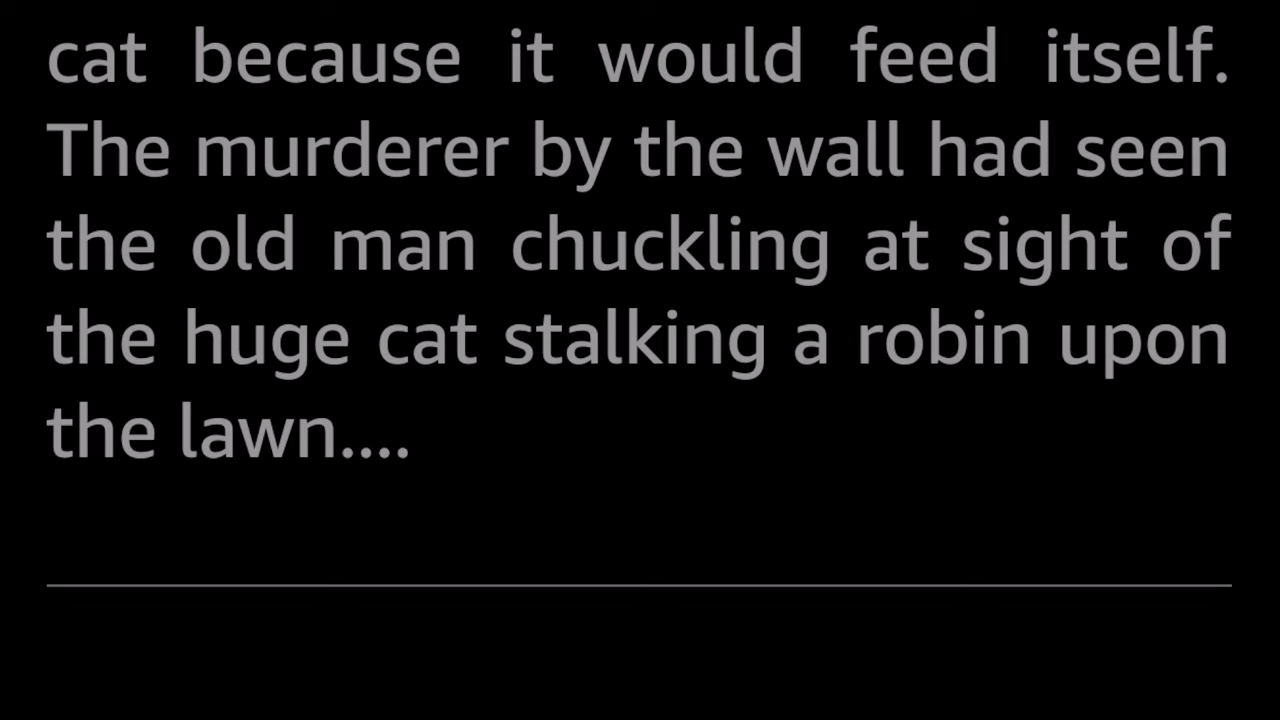 cat because it would feed itself.
The murderer by the wall had seen
the old man chuckling at sight of
the huge cat stalking a robin upon
the lawn....